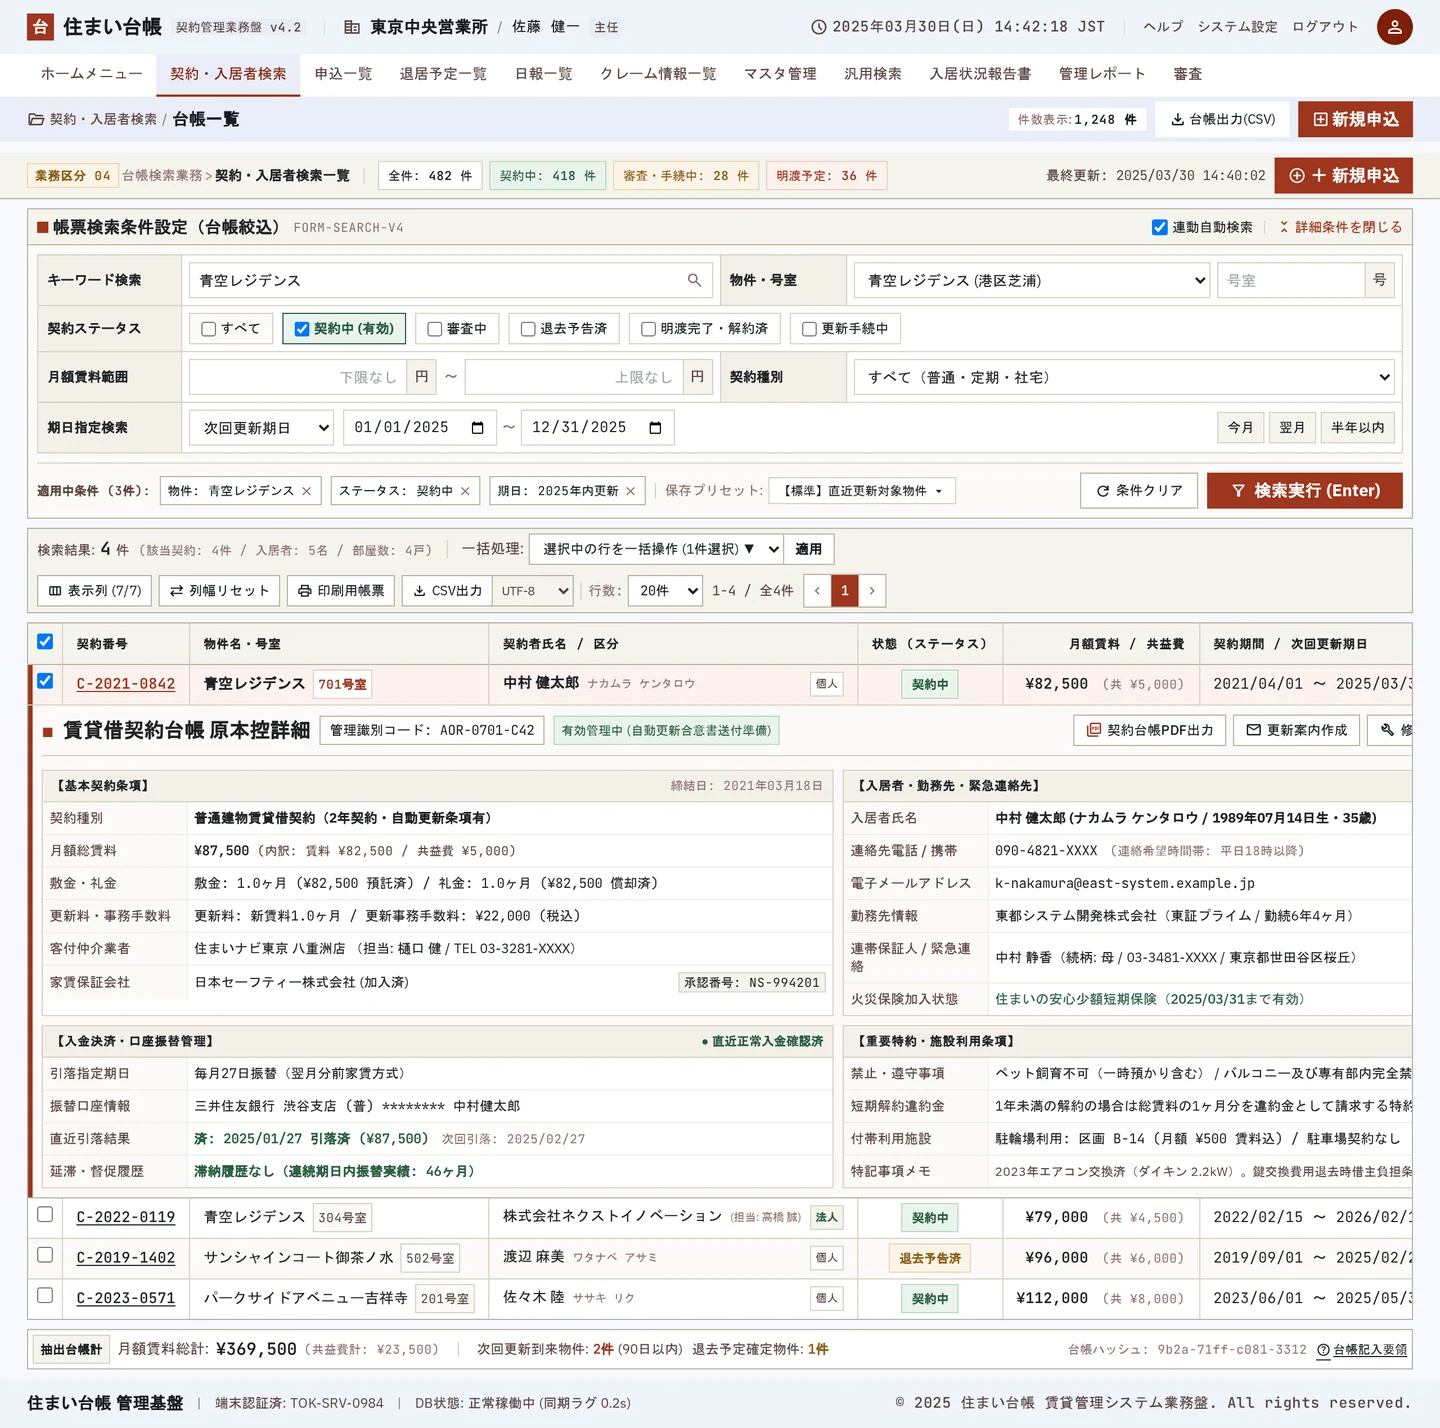 台 住まい台帳 契約管理業務盤 v4.2 東京中央営業所 / 佐藤 健一 主任 2025年03月30日(日) 14:42:18 JST ヘルプ システム設定 ログアウト
ホームメニュー 契約・入居者検索 申込一覧 退居予定一覧 日報一覧 クレーム情報一覧 マスタ管理 汎用検索 入居状況報告書 管理レポート 審査
契約・入居者検索 / 台帳一覧 件数表示:1,248 件 台帳出力(CSV) 新規申込
業務区分 04 台帳検索業務 > 契約・入居者検索一覧 全件: 482 件 契約中: 418 件 審査・手続中: 28 件 明渡予定: 36 件 最終更新: 2025/03/30 14:40:02 ＋ 新規申込
帳票検索条件設定（台帳絞込） FORM-SEARCH-V4 連動自動検索 詳細条件を閉じる
キーワード検索 青空レジデンス 物件・号室 青空レジデンス (港区芝浦) 号室 号
契約ステータス すべて 契約中 (有効) 審査中 退去予告済 明渡完了・解約済 更新手続中
月額賃料範囲 下限なし 円 〜 上限なし 円 契約種別 すべて（普通・定期・社宅）
期日指定検索 次回更新期日 01/01/2025 〜 12/31/2025 今月 翌月 半年以内
適用中条件 (3件): 物件: 青空レジデンス × ステータス: 契約中 × 期日: 2025年内更新 × 保存プリセット: 【標準】直近更新対象物件 条件クリア 検索実行 (Enter)
検索結果: 4 件 (該当契約: 4件 / 入居者: 5名 / 部屋数: 4戸) 一括処理: 選択中の行を一括操作 (1件選択) ▼ 適用
表示列 (7/7) 列幅リセット 印刷用帳票 CSV出力 UTF-8 行数: 20件 1-4 / 全4件 1
契約番号 物件名・号室 契約者氏名 / 区分 状態 (ステータス) 月額賃料 / 共益費 契約期間 / 次回更新期日
C-2021-0842 青空レジデンス 701号室 中村 健太郎 ナカムラ ケンタロウ 個人 契約中 ¥82,500 (共 ¥5,000) 2021/04/01 〜 2025/03/3
賃貸借契約台帳 原本控詳細 管理識別コード: AOR-0701-C42 有効管理中 (自動更新合意書送付準備) 契約台帳PDF出力 更新案内作成 修
【基本契約条項】 締結日: 2021年03月18日
契約種別 普通建物賃貸借契約（2年契約・自動更新条項有）
月額総賃料 ¥87,500 (内訳: 賃料 ¥82,500 / 共益費 ¥5,000)
敷金・礼金 敷金: 1.0ヶ月 (¥82,500 預託済) / 礼金: 1.0ヶ月 (¥82,500 償却済)
更新料・事務手数料 更新料: 新賃料1.0ヶ月 / 更新事務手数料: ¥22,000 (税込)
客付仲介業者 住まいナビ東京 八重洲店 （担当: 樋口 健 / TEL 03-3281-XXXX）
家賃保証会社 日本セーフティー株式会社 (加入済) 承認番号: NS-994201
【入居者・勤務先・緊急連絡先】
入居者氏名 中村 健太郎 (ナカムラ ケンタロウ / 1989年07月14日生・35歳)
連絡先電話 / 携帯 090-4821-XXXX (連絡希望時間帯: 平日18時以降)
電子メールアドレス k-nakamura@east-system.example.jp
勤務先情報 東都システム開発株式会社（東証プライム / 勤続6年4ヶ月）
連帯保証人 / 緊急連絡 中村 静香（続柄: 母 / 03-3481-XXXX / 東京都世田谷区桜丘）
火災保険加入状態 住まいの安心少額短期保険（2025/03/31まで有効）
【入金決済・口座振替管理】 ● 直近正常入金確認済
引落指定期日 毎月27日振替（翌月分前家賃方式）
振替口座情報 三井住友銀行 渋谷支店 (普) ******** 中村健太郎
直近引落結果 済: 2025/01/27 引落済 (¥87,500) 次回引落: 2025/02/27
延滞・督促履歴 滞納履歴なし（連続期日内振替実績: 46ヶ月）
【重要特約・施設利用条項】
禁止・遵守事項 ペット飼育不可（一時預かり含む）/ バルコニー及び専有部内完全禁
短期解約違約金 1年未満の解約の場合は総賃料の1ヶ月分を違約金として請求する特約
付帯利用施設 駐輪場利用: 区画 B-14 (月額 ¥500 賃料込) / 駐車場契約なし
特記事項メモ 2023年エアコン交換済（ダイキン 2.2kW）。鍵交換費用退去時借主負担条
C-2022-0119 青空レジデンス 304号室 株式会社ネクストイノベーション (担当: 高橋 誠) 法人 契約中 ¥79,000 (共 ¥4,500) 2022/02/15 〜 2026/02/1
C-2019-1402 サンシャインコート御茶ノ水 502号室 渡辺 麻美 ワタナベ アサミ 個人 退去予告済 ¥96,000 (共 ¥6,000) 2019/09/01 〜 2025/02/2
C-2023-0571 パークサイドアベニュー吉祥寺 201号室 佐々木 陸 ササキ リク 個人 契約中 ¥112,000 (共 ¥8,000) 2023/06/01 〜 2025/05/3
抽出台帳計 月額賃料総計: ¥369,500 (共益費計: ¥23,500) 次回更新到来物件: 2件 (90日以内) 退去予定確定物件: 1件 台帳ハッシュ: 9b2a-71ff-c081-3312 台帳記入要領
住まい台帳 管理基盤 | 端末認証済: TOK-SRV-0984 | DB状態: 正常稼働中 (同期ラグ 0.2s) © 2025 住まい台帳 賃貸管理システム業務盤. All rights reserved.